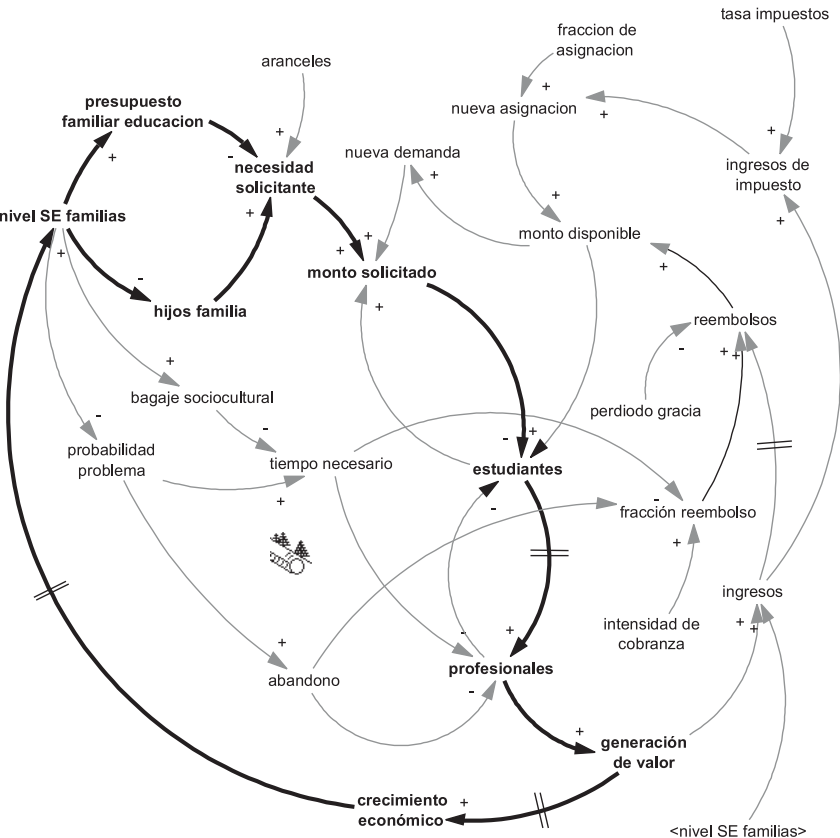 tasa impuestos
fraccion de
asignacion
aranceles
presupuesto
familiar educacion
nueva asignacion
nueva demanda
necesidad
solicitante
ingresos de
impuesto
nivel SE familias
monto disponible
monto solicitado
hijos familia
reembolsos
bagaje sociocultural
perdiodo gracia
probabilidad
problema
tiempo necesario
estudiantes
fracción reembolso
ingresos
intensidad de
cobranza
abandono
profesionales
generación
de valor
crecimiento
económico
<nivel SE familias>
+
+
+
+
+
-
+
+
+
+
+
+
+
-
+
+
-
+
+
+
-
-
-
+
-
+
-
+
-
+
+
+
-
+
-
+
+